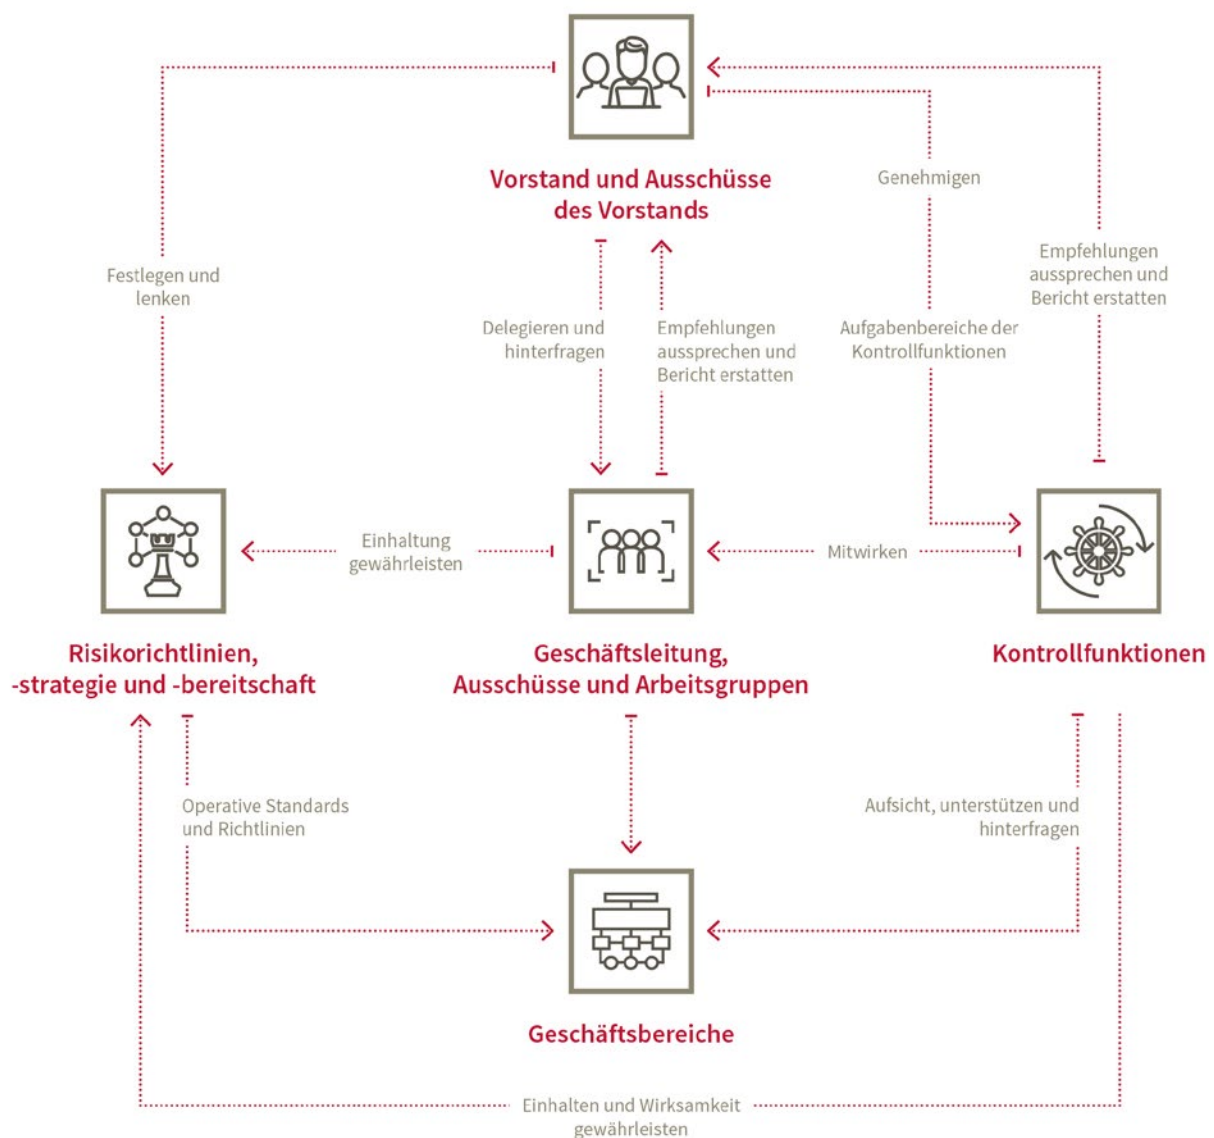 Vorstand und Ausschüsse
des Vorstands
Genehmigen
Festlegen und
lenken
Delegieren und
hinterfragen
Empfehlungen
aussprechen und
Bericht erstatten
Aufgabenbereiche der
Kontrollfunktionen
Empfehlungen
aussprechen und
Bericht erstatten
Einhaltung
gewährleisten
Mitwirken
Risikorichtlinien,
-strategie und -bereitschaft
Geschäftsleitung,
Ausschüsse und Arbeitsgruppen
Kontrollfunktionen
Operative Standards
und Richtlinien
Aufsicht, unterstützen und
hinterfragen
Geschäftsbereiche
Einhalten und Wirksamkeit
gewährleisten